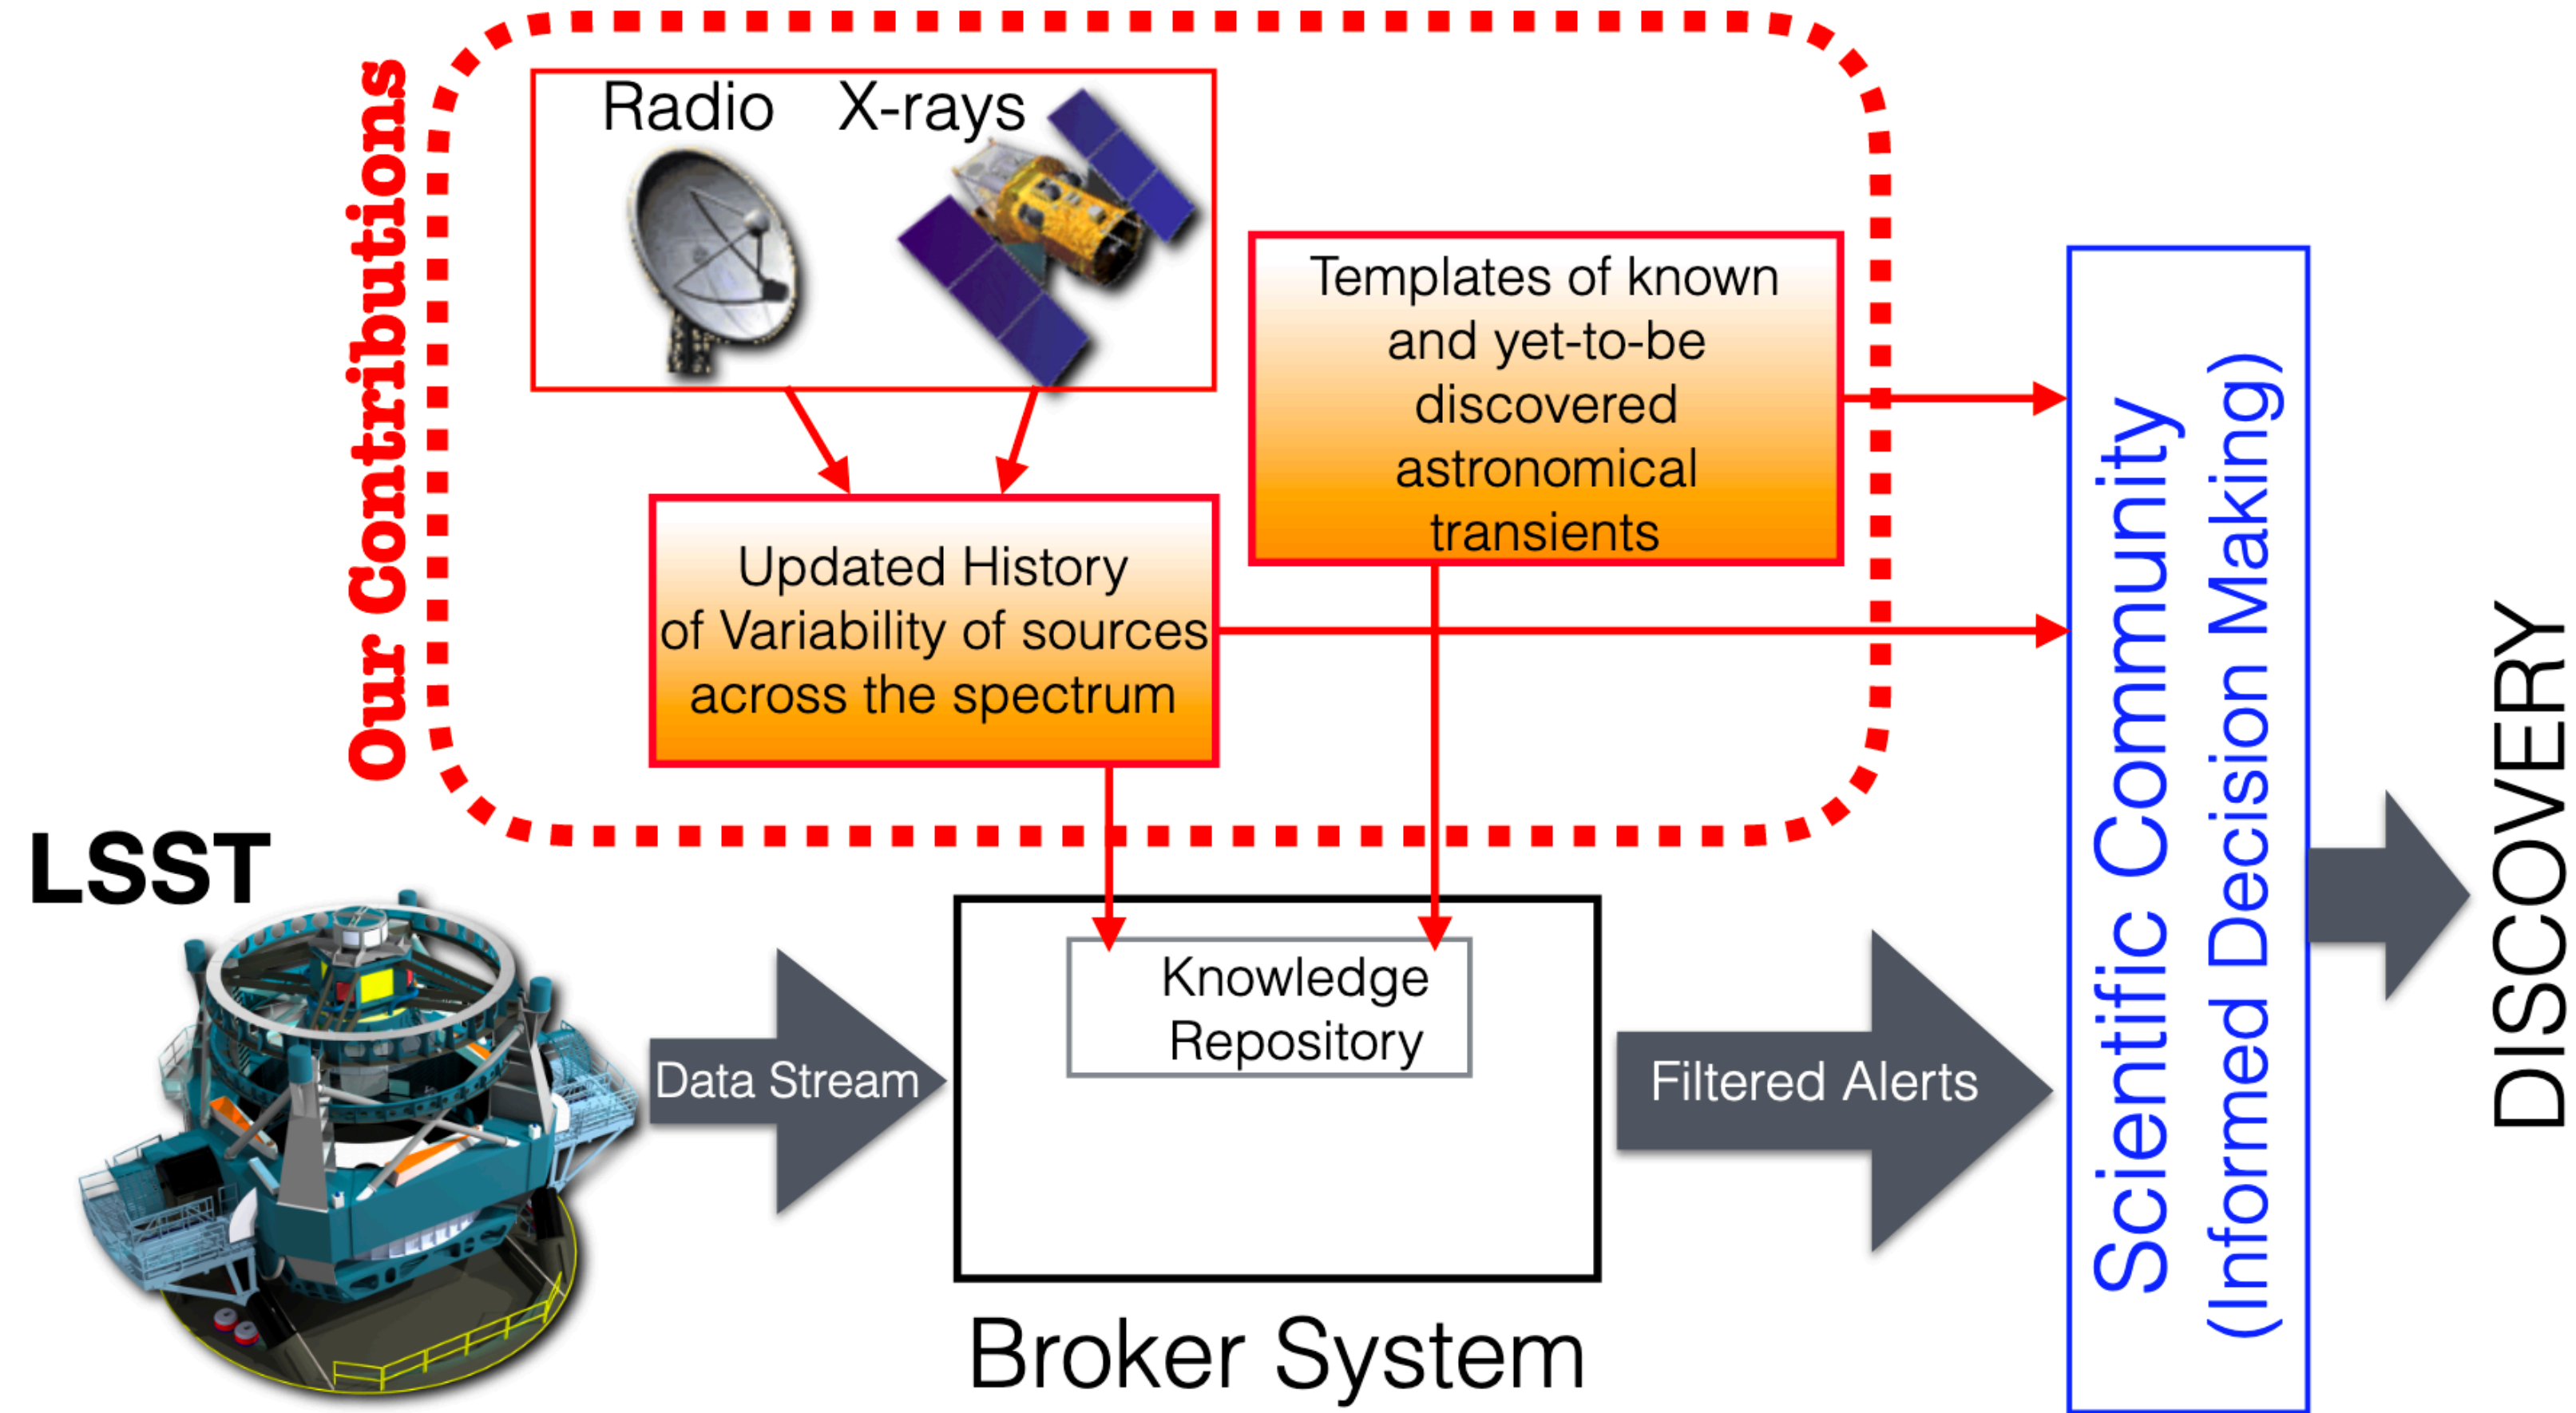 Our Contributions
Radio
X-rays
Templates of known
and yet-to-be
discovered
astronomical
transients
Updated History
of Variability of sources
across the spectrum
LSST
Data Stream
Knowledge
Repository
Broker System
Filtered Alerts
Scientific Community
(Informed Decision Making)
DISCOVERY